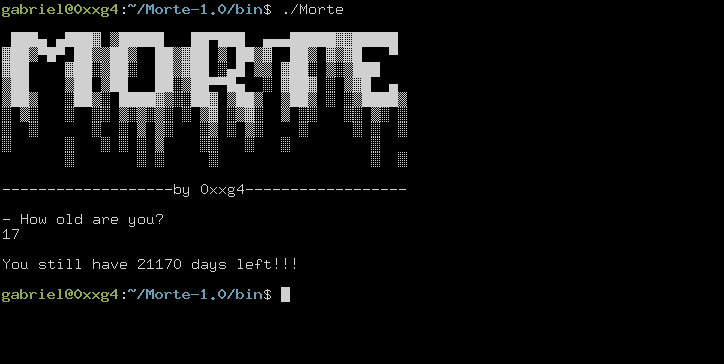 gabriel@0xxg4:~/Morte-1.0/bin$ ./Morte
MORTE
-------------------by 0xxg4------------------
- How old are you?
17
You still have 21170 days left!!!
gabriel@0xxg4:~/Morte-1.0/bin$